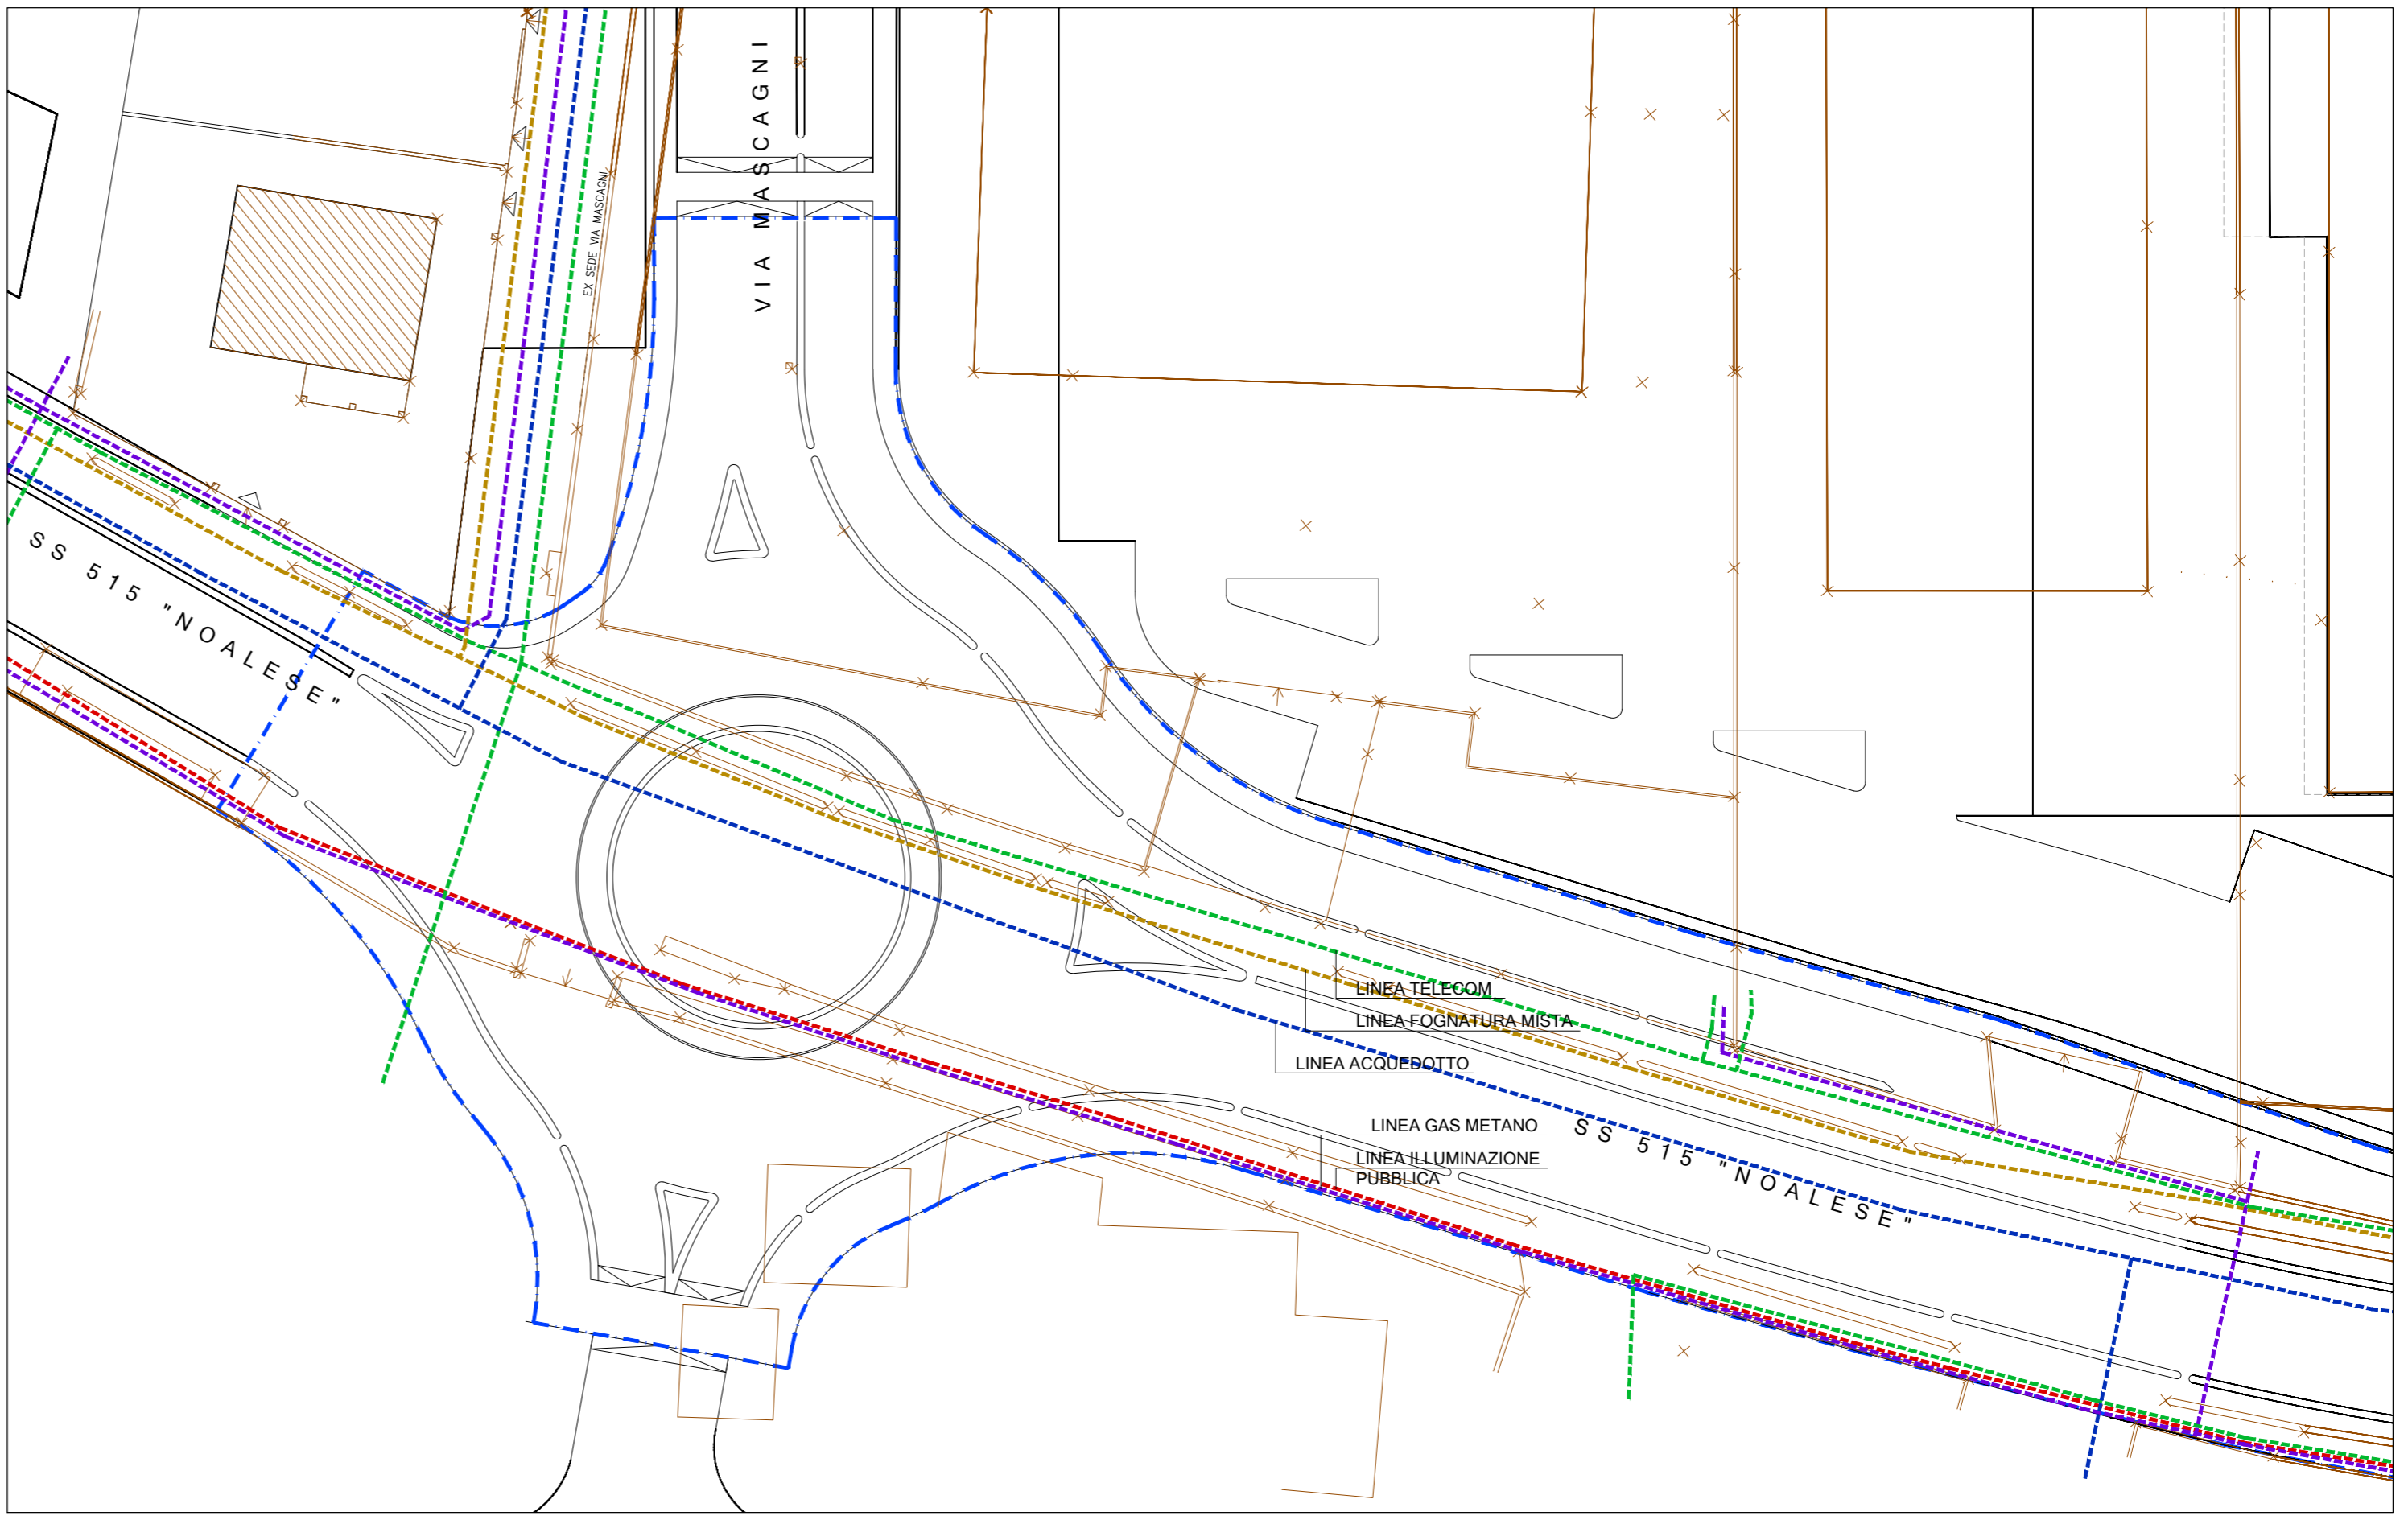 VIA MASCAGNI
EX SEDE VIA MASCAGNI
SS 515 "NOALESE"
LINEA TELECOM
LINEA FOGNATURA MISTA
LINEA ACQUEDOTTO
LINEA GAS METANO
LINEA ILLUMINAZIONE
PUBBLICA
SS 515 "NOALESE"